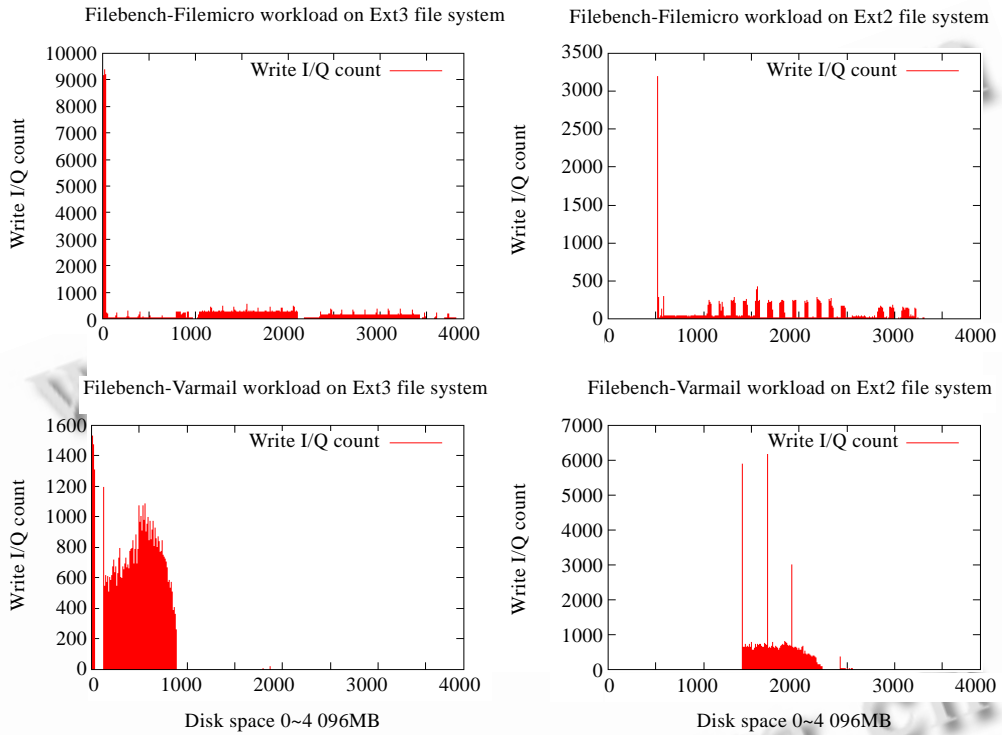 Filebench-Filemicro workload on Ext3 file system
10000
9000
8000
7000
6000
5000
4000
3000
2000
1000
0
Write I/Q count
Write I/Q count
0 1000 2000 3000 4000
Filebench-Filemicro workload on Ext2 file system
3500
3000
2500
2000
1500
1000
500
0
Write I/Q count
Write I/Q count
0 1000 2000 3000 4000
Filebench-Varmail workload on Ext3 file system
1600
1400
1200
1000
800
600
400
200
0
Write I/Q count
Write I/Q count
0 1000 2000 3000 4000
Disk space 0~4 096MB
Filebench-Varmail workload on Ext2 file system
7000
6000
5000
4000
3000
2000
1000
0
Write I/Q count
Write I/Q count
0 1000 2000 3000 4000
Disk space 0~4 096MB